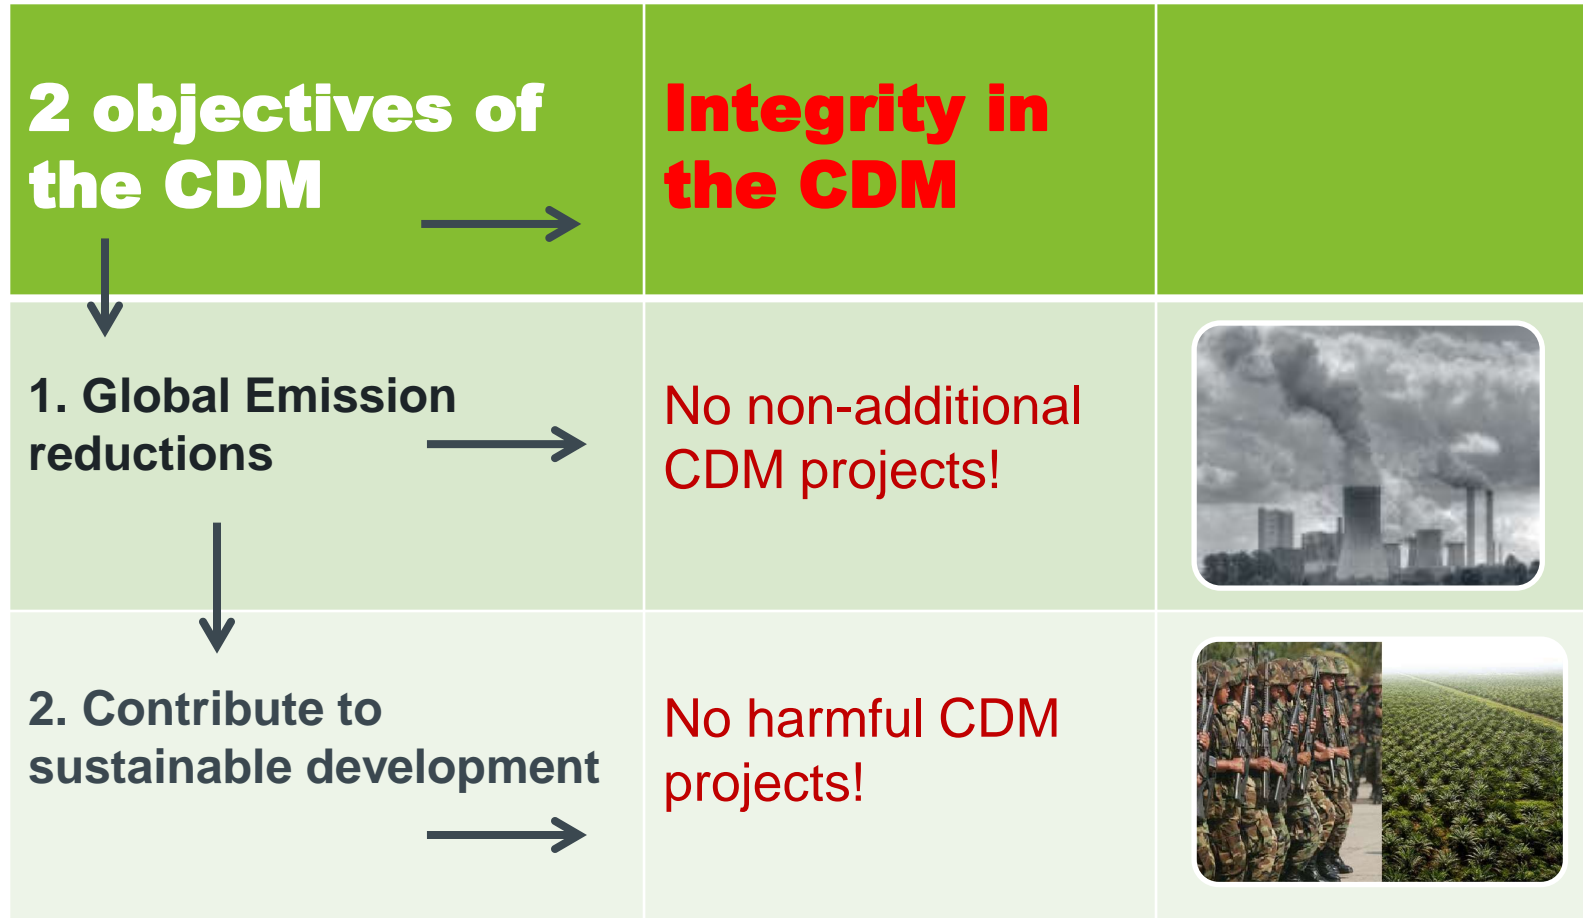 2 objectives of
the CDM
Integrity in
the CDM
1. Global Emission
reductions
No non-additional
CDM projects!
2. Contribute to
sustainable development
No harmful CDM
projects!